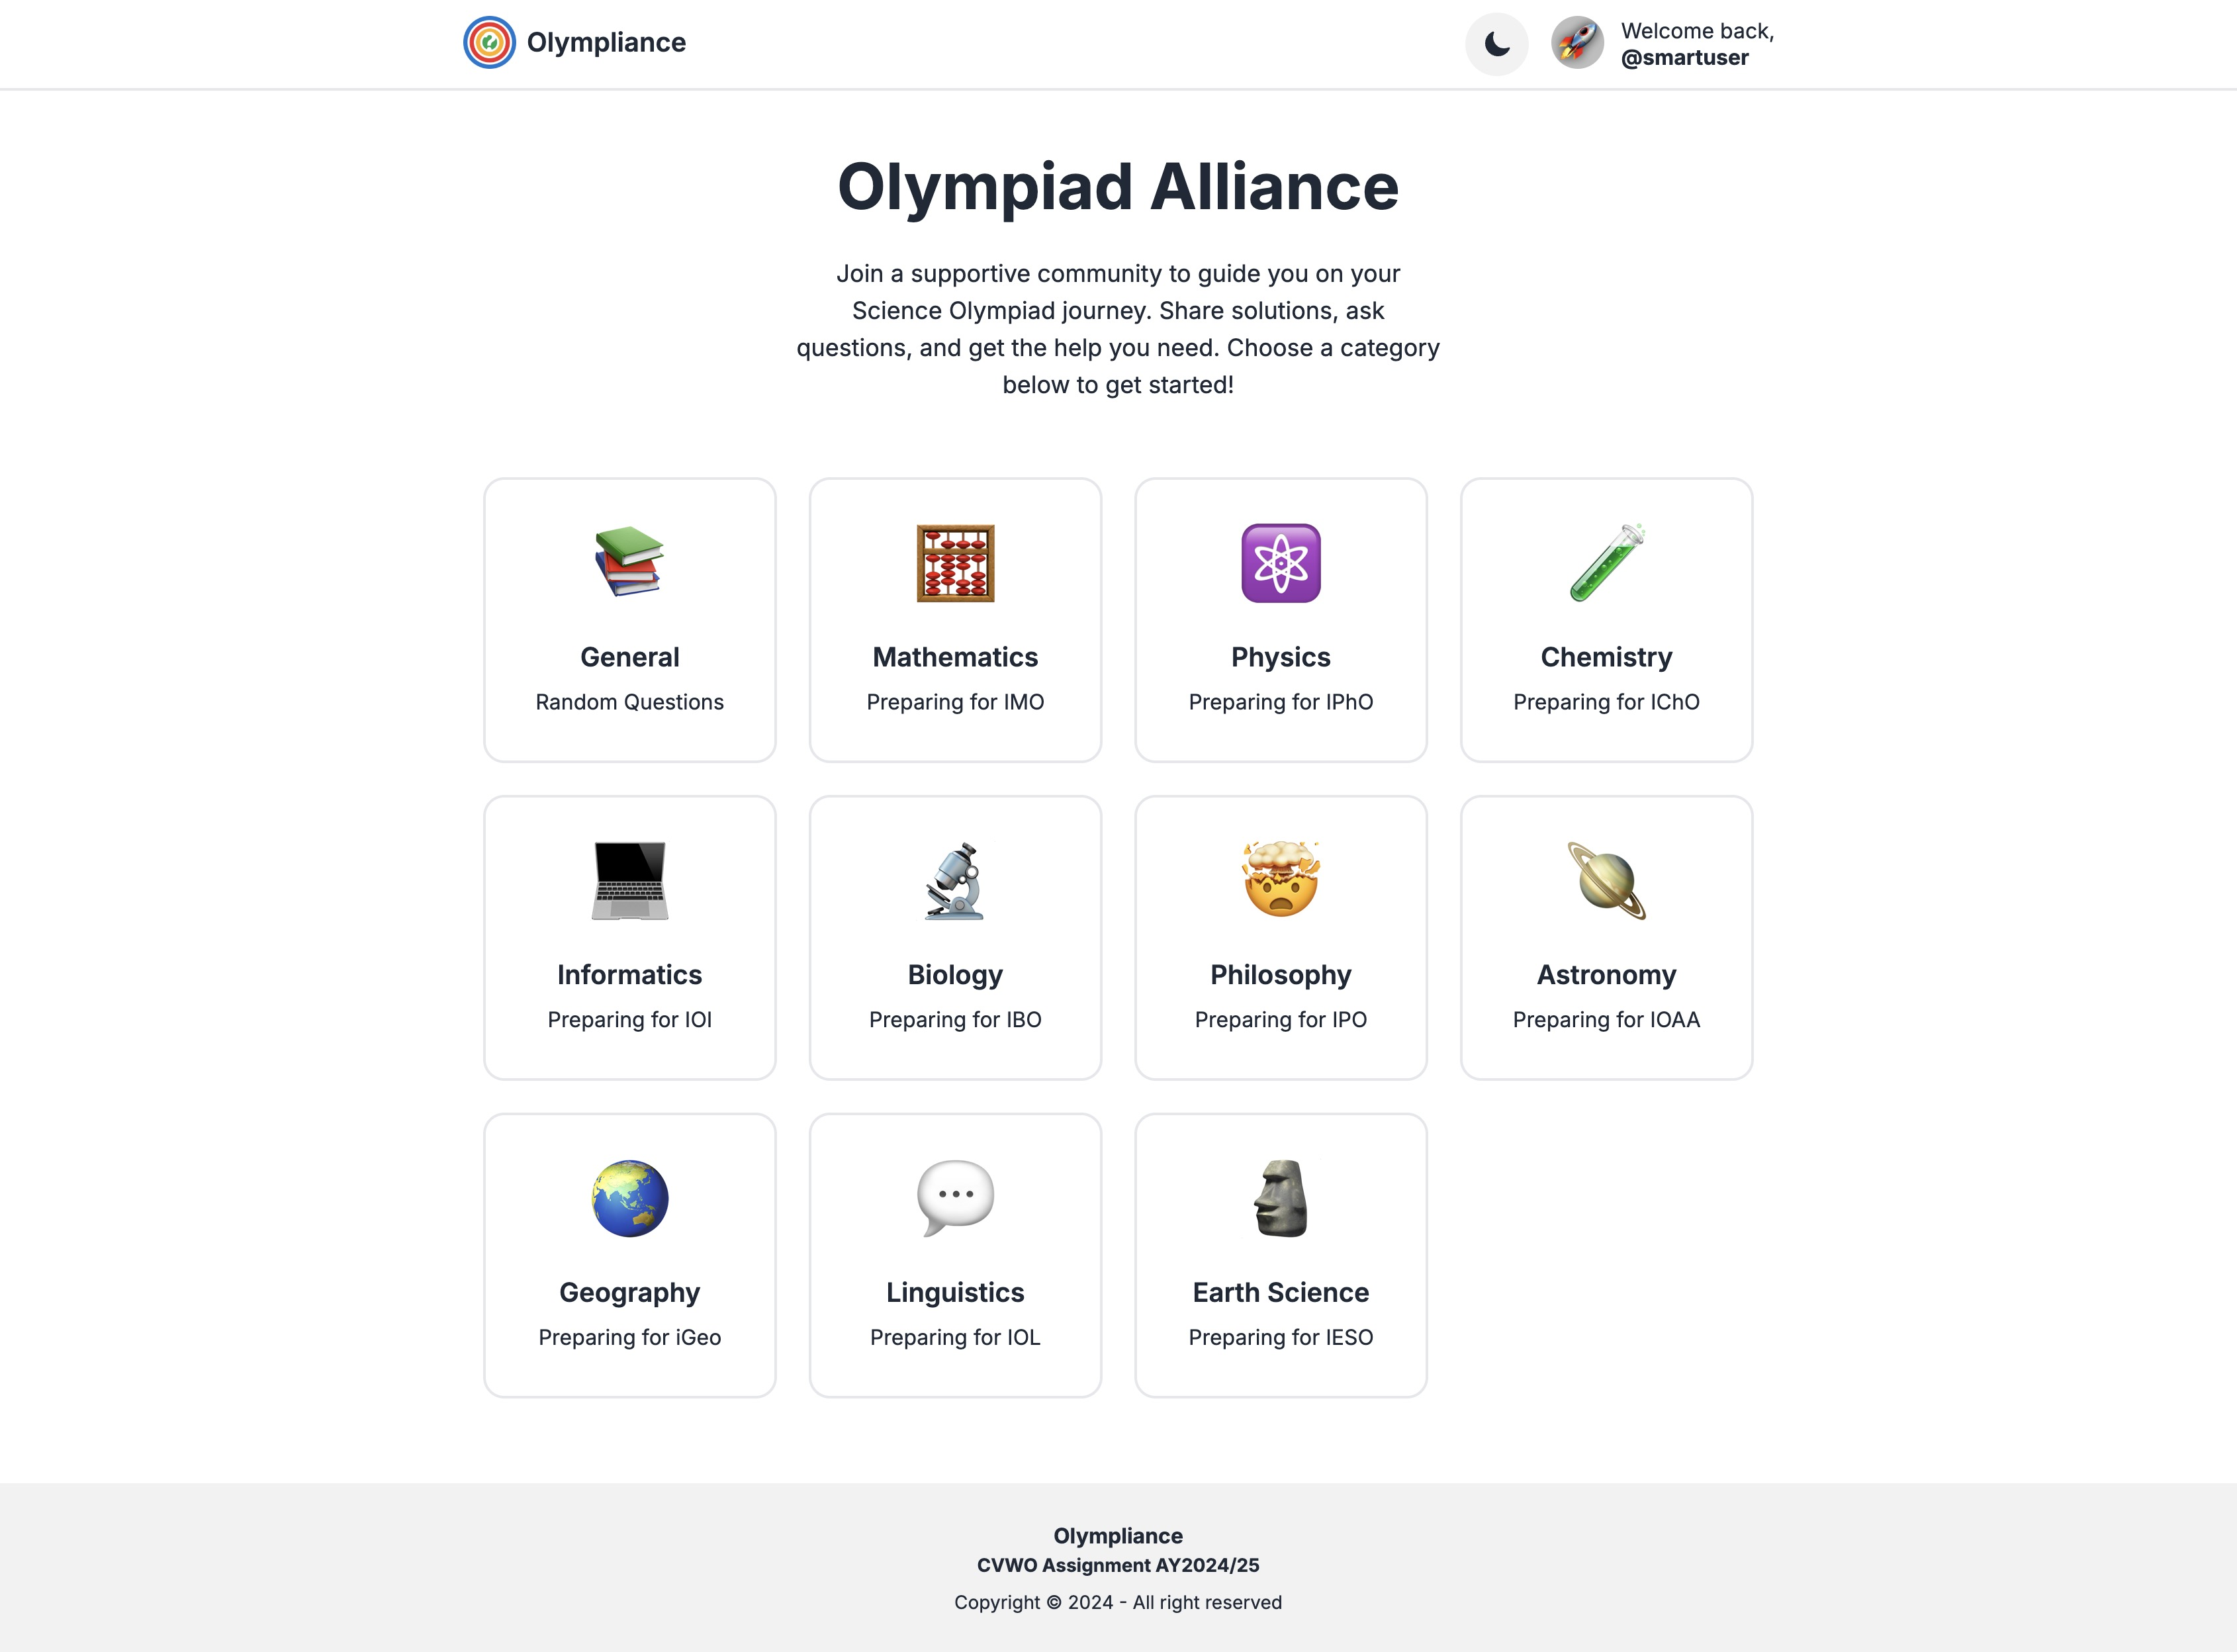 Olympliance
Welcome back,
@smartuser
Olympiad Alliance
Join a supportive community to guide you on your
Science Olympiad journey. Share solutions, ask
questions, and get the help you need. Choose a category
below to get started!
General
Random Questions
Mathematics
Preparing for IMO
Physics
Preparing for IPhO
Chemistry
Preparing for IChO
Informatics
Preparing for IOI
Biology
Preparing for IBO
Philosophy
Preparing for IPO
Astronomy
Preparing for IOAA
Geography
Preparing for iGeo
Linguistics
Preparing for IOL
Earth Science
Preparing for IESO
Olympliance
CVWO Assignment AY2024/25
Copyright © 2024 - All right reserved